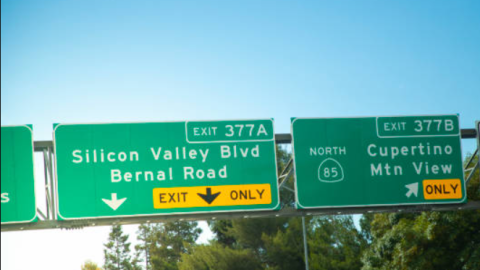 s
EXIT 377A
Silicon Valley Blvd
Bernal Road
EXIT ONLY
EXIT 377B
NORTH
85
Cupertino
Mtn View
ONLY